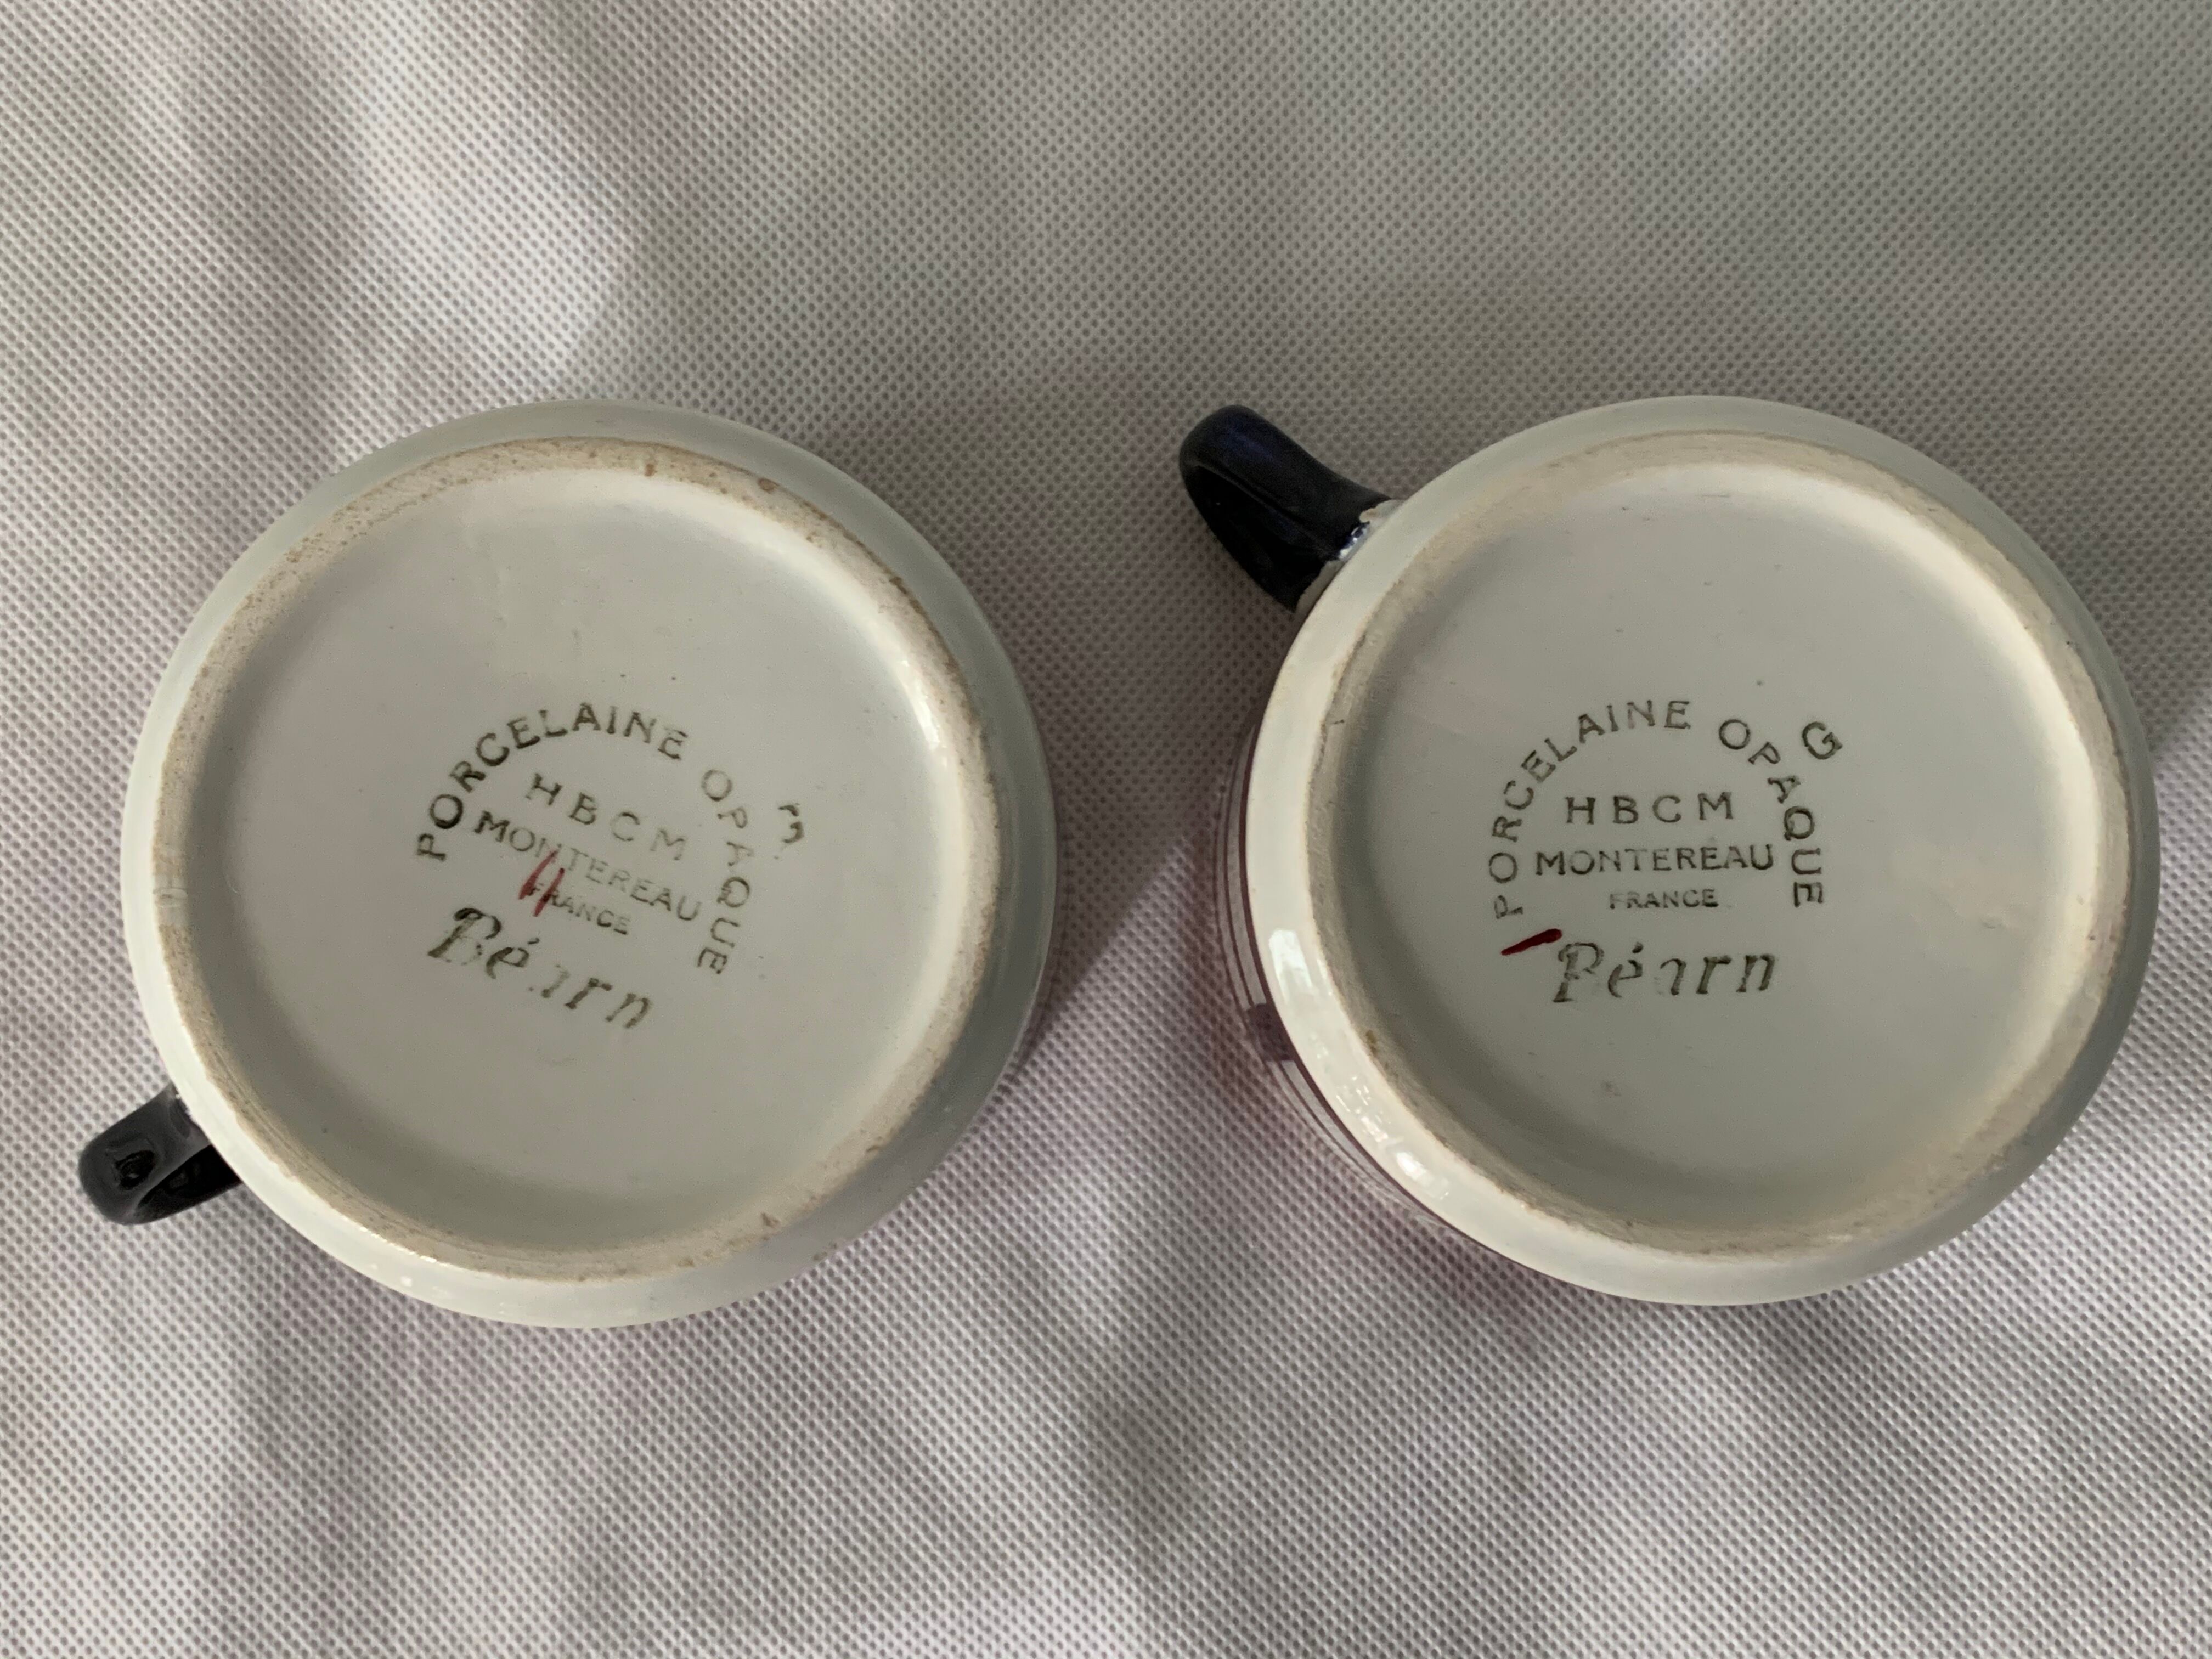 PORCELAINE OPAQUE
HBCM
MONTEREAU
FRANCE
Béarn
G
PORCELAINE OPAQUE
HBCM
MONTEREAU
FRANCE
Béarn